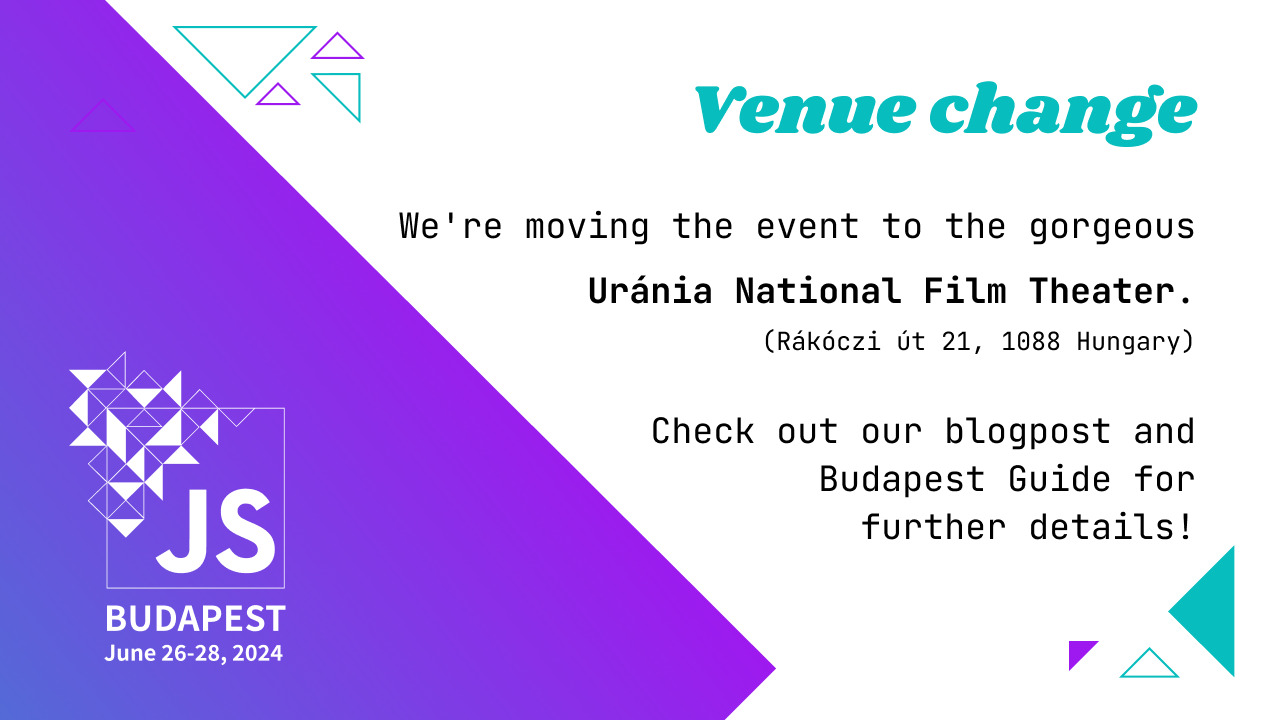 Venue change
We're moving the event to the gorgeous
Uránia National Film Theater.
(Rákóczi út 21, 1088 Hungary)
Check out our blogpost and
Budapest Guide for
further details!
JS
BUDAPEST
June 26-28, 2024